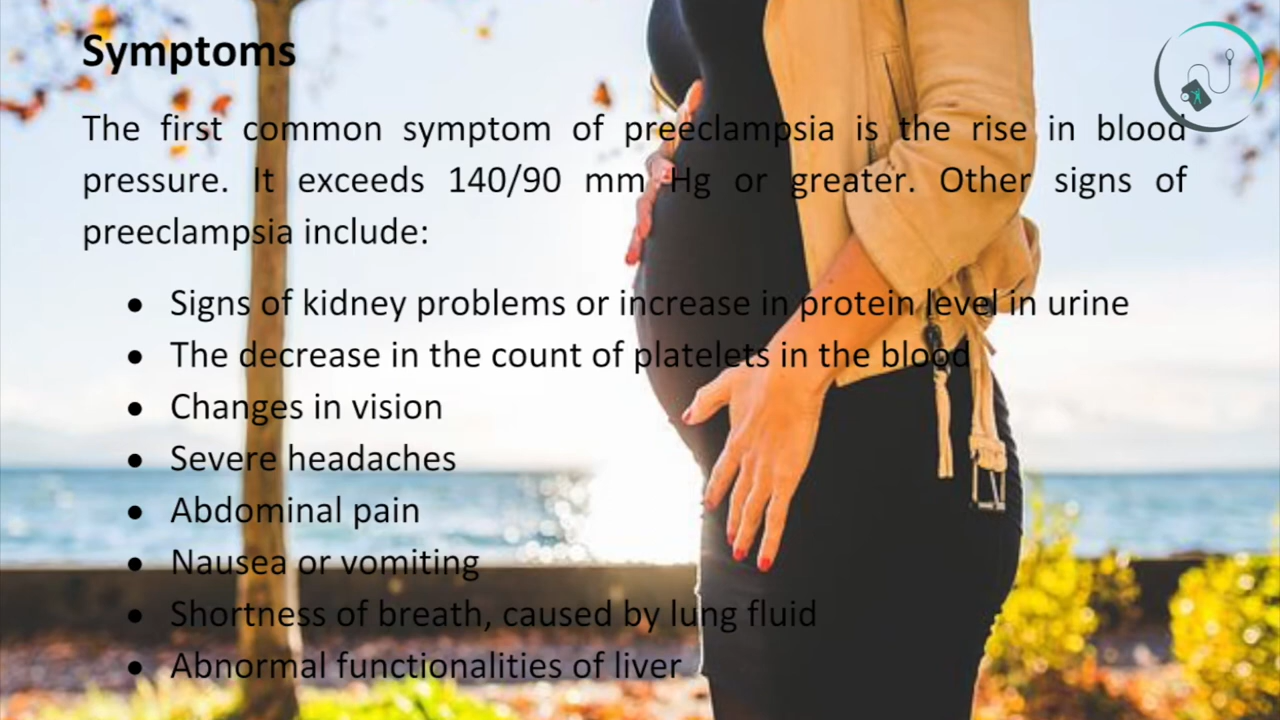 Symptoms
The first common symptom of preeclampsia is the rise in blood
pressure. It exceeds 140/90 mm Hg or greater. Other signs of
preeclampsia include:
• Signs of kidney problems or increase in protein level in urine
• The decrease in the count of platelets in the blood
• Changes in vision
• Severe headaches
• Abdominal pain
• Nausea or vomiting
• Shortness of breath, caused by lung fluid
• Abnormal functionalities of liver